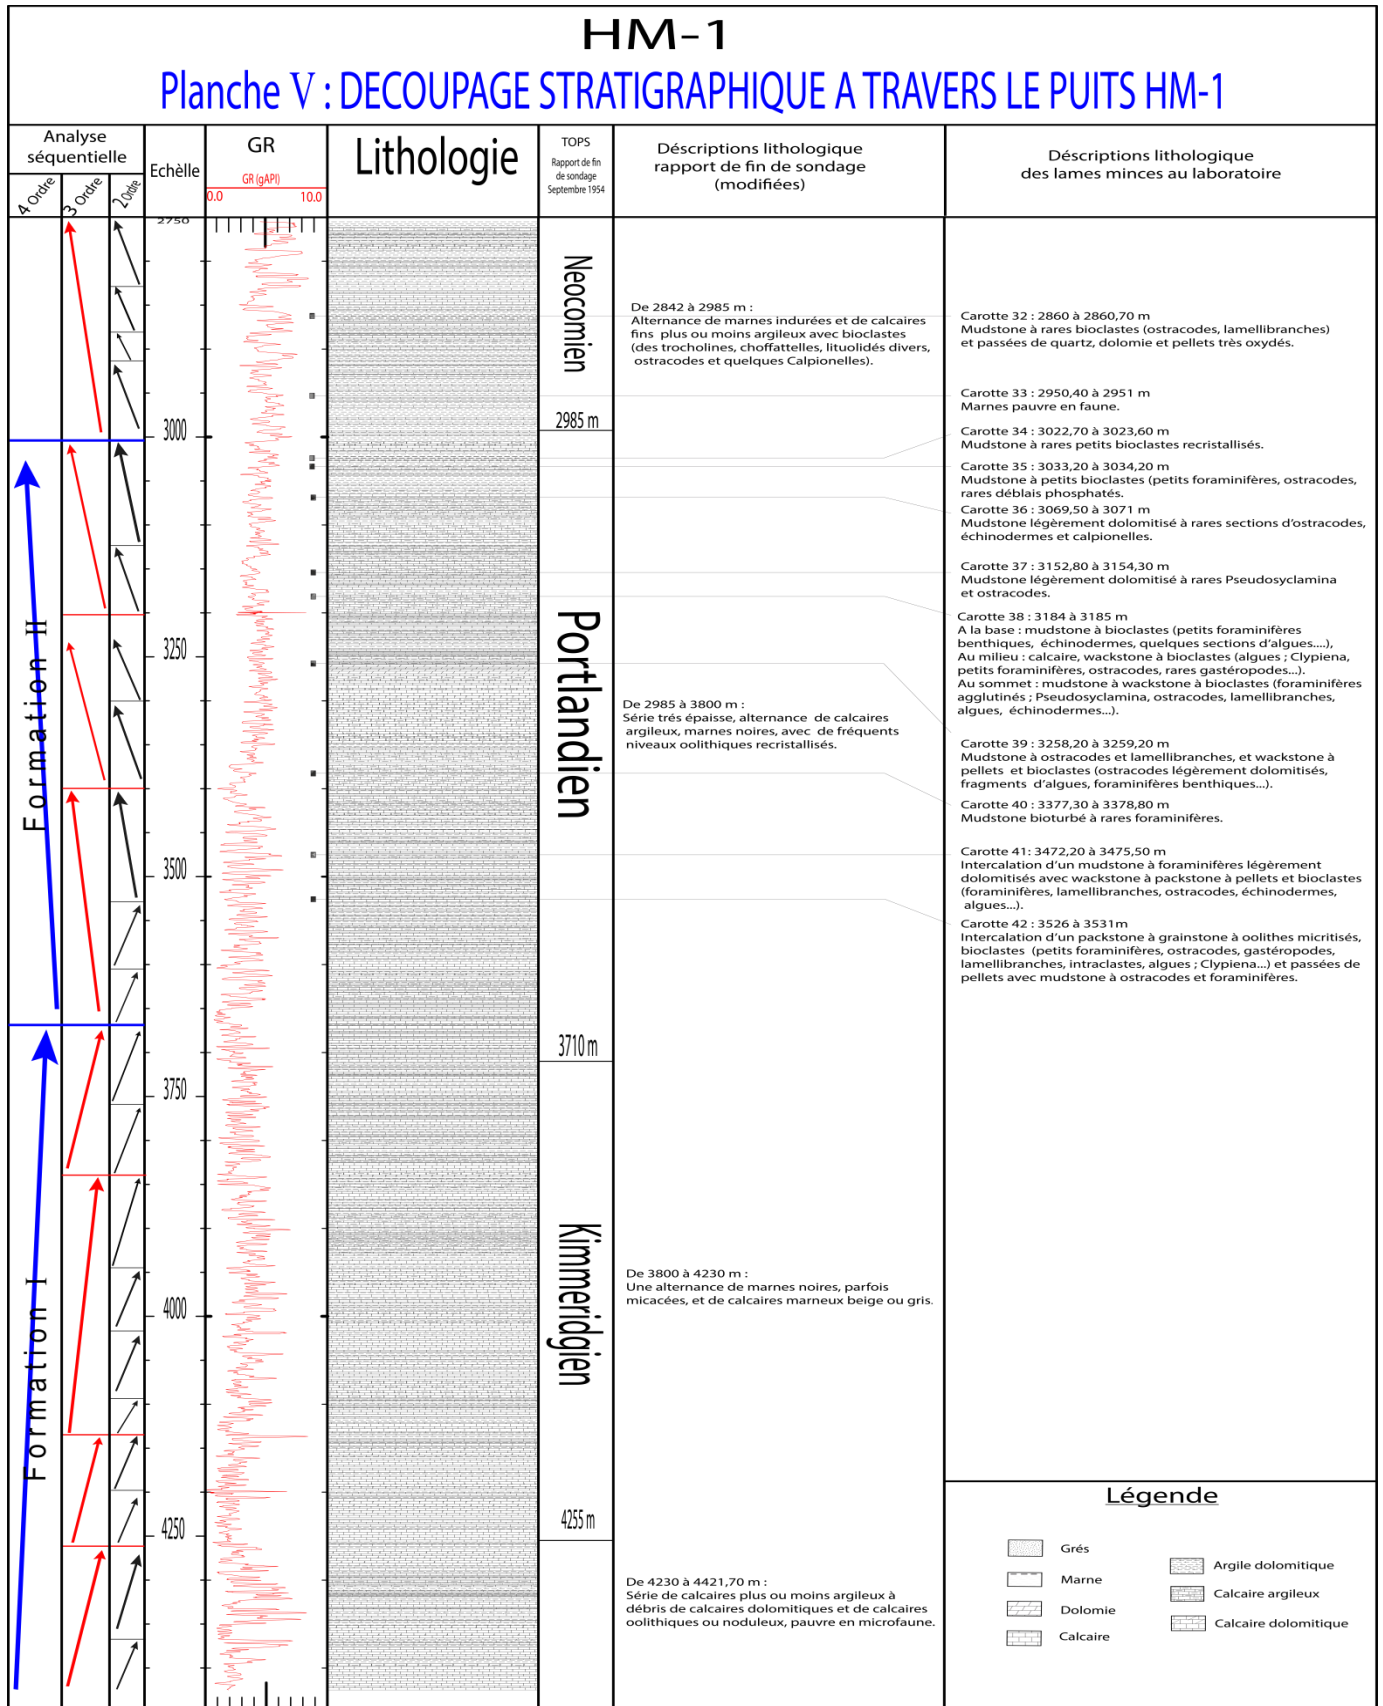 HM-1
Planche V : DECOUPAGE STRATIGRAPHIQUE A TRAVERS LE PUITS HM-1
Analyse
séquentielle
4 Ordre
3 Ordre
2 Ordre
Echèlle
GR
GR (gAPI)
0.0 10.0
Lithologie
TOPS
Rapport de fin
de sondage
Septembre 1954
Déscriptions lithologique
rapport de fin de sondage
(modifiées)
Déscriptions lithologique
des lames minces au laboratoire
2750
3000
3250
3500
3750
4000
4250
Formation II
Formation I
Neocomien
2985 m
Portlandien
3710 m
Kimmeridgien
4255 m
De 2842 à 2985 m :
Alternance de marnes indurées et de calcaires
fins plus ou moins argileux avec bioclastes
(des trocholines, choffattelles, lituolidés divers,
ostracodes et quelques Calpionelles).
De 2985 à 3800 m :
Série trés épaisse, alternance de calcaires
argileux, marnes noires, avec de fréquents
niveaux oolithiques recristallisés.
De 3800 à 4230 m :
Une alternance de marnes noires, parfois
micacées, et de calcaires marneux beige ou gris.
De 4230 à 4421,70 m :
Série de calcaires plus ou moins argileux à
débris de calcaires dolomitiques et de calcaires
oolithiques ou noduleux, pauvre en microfaune.
Carotte 32 : 2860 à 2860,70 m
Mudstone à rares bioclastes (ostracodes, lamellibranches)
et passées de quartz, dolomie et pellets très oxydés.
Carotte 33 : 2950,40 à 2951 m
Marnes pauvre en faune.
Carotte 34 : 3022,70 à 3023,60 m
Mudstone à rares petits bioclastes recristallisés.
Carotte 35 : 3033,20 à 3034,20 m
Mudstone à petits bioclastes (petits foraminifères, ostracodes,
rares déblais phosphatés.
Carotte 36 : 3069,50 à 3071 m
Mudstone légèrement dolomitisé à rares sections d'ostracodes,
échinodermes et calpionelles.
Carotte 37 : 3152,80 à 3154,30 m
Mudstone légèrement dolomitisé à rares Pseudosyclamina
et ostracodes.
Carotte 38 : 3184 à 3185 m
A la base : mudstone à bioclastes (petits foraminifères
benthiques, échinodermes, quelques sections d'algues....),
Au milieu : calcaire, wackstone à bioclastes (algues ; Clypiena,
petits foraminifères, ostracodes, rares gastéropodes...).
Au sommet : mudstone à wackstone à bioclastes (foraminifères
agglutinés ; Pseudosyclamina, ostracodes, lamellibranches,
algues, échinodermes...).
Carotte 39 : 3258,20 à 3259,20 m
Mudstone à ostracodes et lamellibranches, et wackstone à
pellets et bioclastes (ostracodes légèrement dolomitisés,
fragments d'algues, foraminifères benthiques...).
Carotte 40 : 3377,30 à 3378,80 m
Mudstone bioturbé à rares foraminifères.
Carotte 41: 3472,20 à 3475,50 m
Intercalation d'un mudstone à foraminifères légèrement
dolomitisés avec wackstone à packstone à pellets et bioclastes
(foraminifères, lamellibranches, ostracodes, échinodermes,
algues...).
Carotte 42 : 3526 à 3531m
Intercalation d'un packstone à grainstone à oolithes micritisés,
bioclastes (petits foraminifères, ostracodes, gastéropodes,
lamellibranches, intraclastes, algues ; Clypiena...) et passées de
pellets avec mudstone à ostracodes et foraminifères.
Légende
Grés
Marne
Dolomie
Calcaire
Argile dolomitique
Calcaire argileux
Calcaire dolomitique